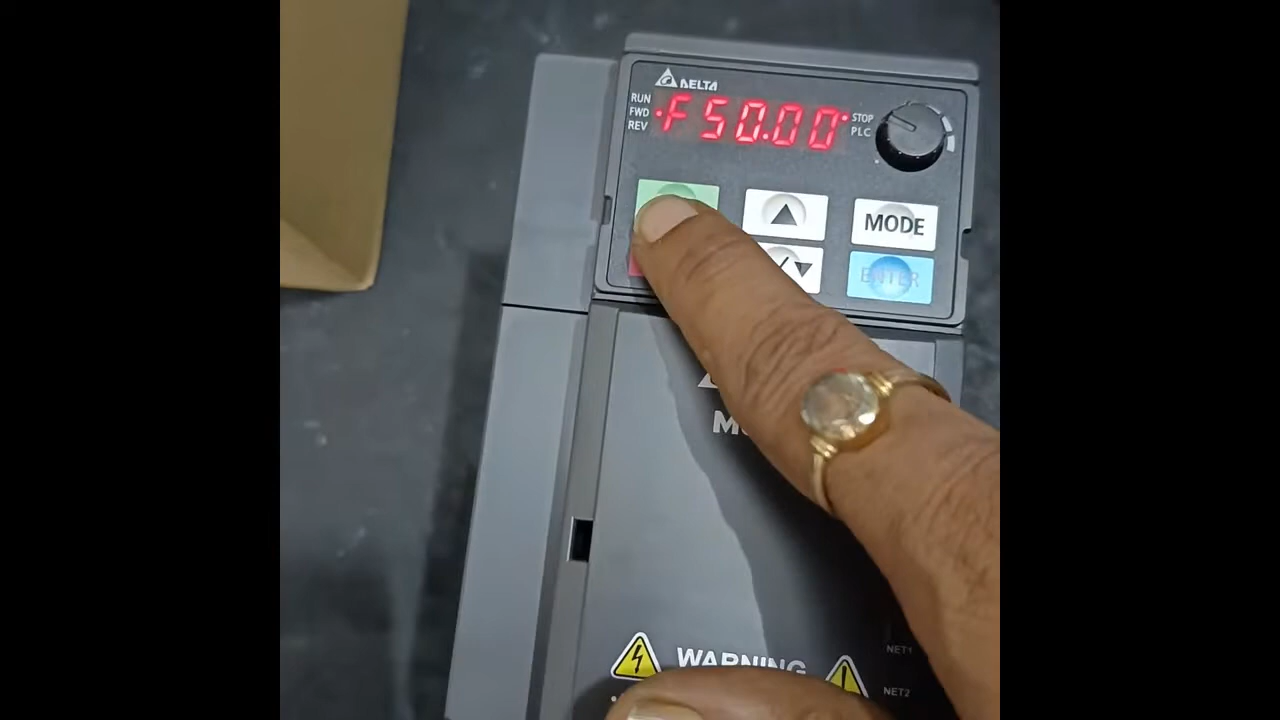 DELTA
RUN
FWD
REV
F50.00
STOP
PLC
MODE
ENTER
WARNING
NET1
NET2